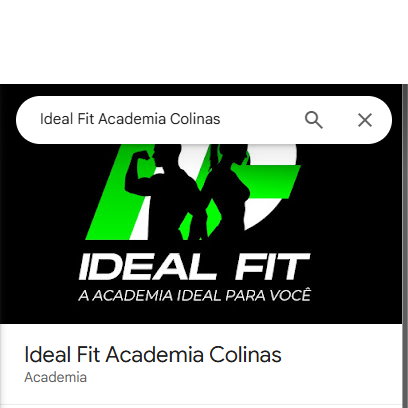 Ideal Fit Academia Colinas
IDEAL FIT
A ACADEMIA IDEAL PARA VOCÊ
Ideal Fit Academia Colinas
Academia